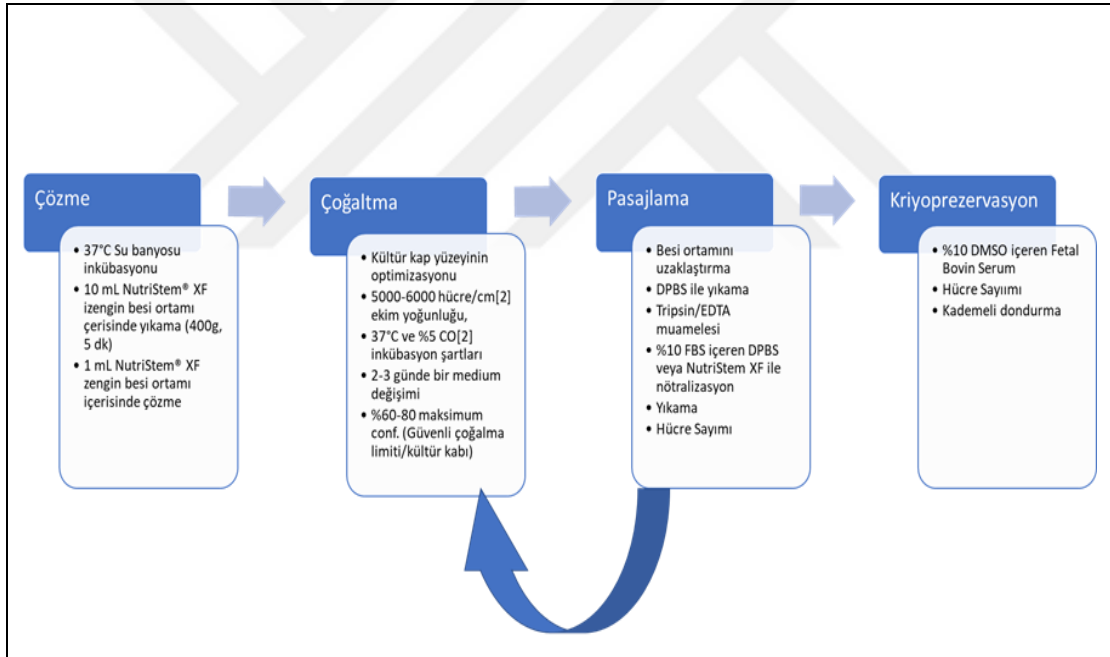 Çözme
• 37°C Su banyosu
inkübasyonu
• 10 mL NutriStem® XF
izengin besi ortamı
çerisinde yıkama (400g,
5 dk)
• 1 mL NutriStem® XF
zengin besi ortamı
içerisinde çözme
Çoğaltma
• Kültür kap yüzeyinin
optimizasyonu
• 5000-6000 hücre/cm[2]
ekim yoğunluğu,
• 37°C ve %5 CO[2]
inkübasyon şartları
• 2-3 günde bir medium
değişimi
• %60-80 maksimum
conf. (Güvenli çoğalma
limiti/kültür kabı)
Pasajlama
• Besi ortamını
uzaklaştırma
• DPBS ile yıkama
• Tripsin/EDTA
muamelesi
• %10 FBS içeren DPBS
veya NutriStem XF ile
nötralizasyon
• Yıkama
• Hücre Sayımı
Kriyoprezervasyon
• %10 DMSO içeren Fetal
Bovin Serum
• Hücre Sayıımı
• Kademeli dondurma